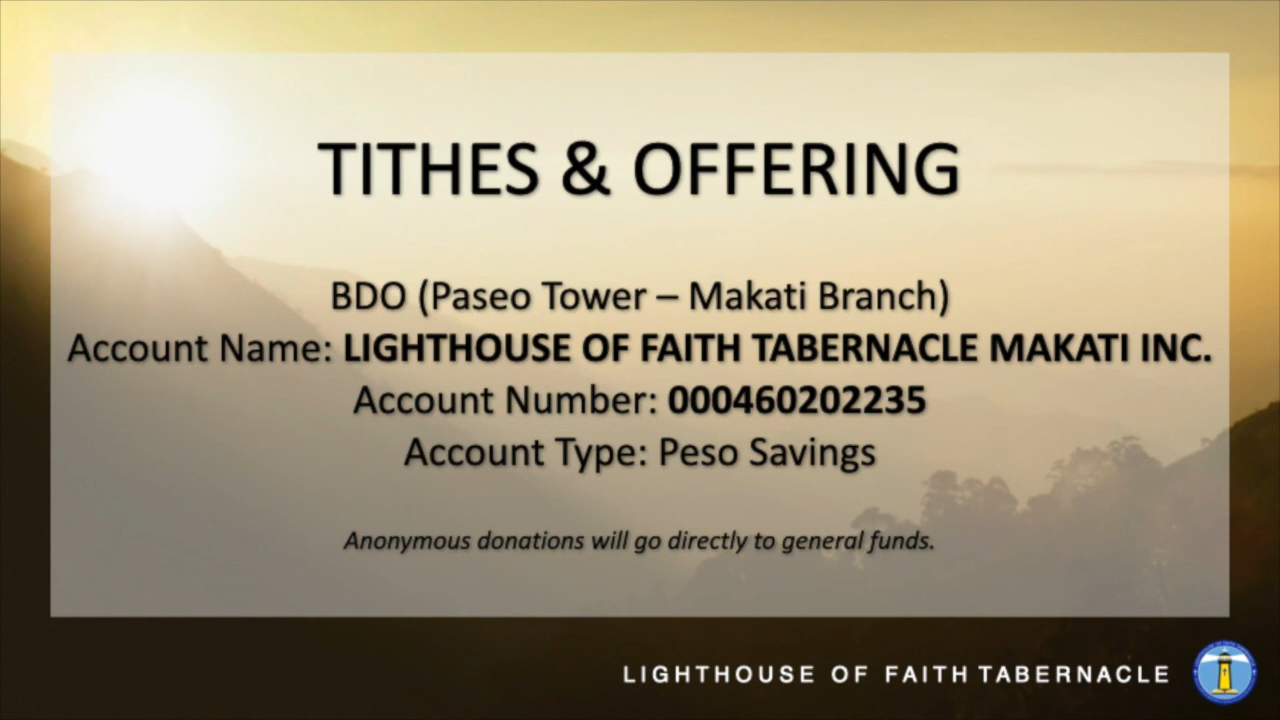 TITHES & OFFERING
BDO (Paseo Tower – Makati Branch)
Account Name: LIGHTHOUSE OF FAITH TABERNACLE MAKATI INC.
Account Number: 000460202235
Account Type: Peso Savings
Anonymous donations will go directly to general funds.
LIGHTHOUSE OF FAITH TABERNACLE